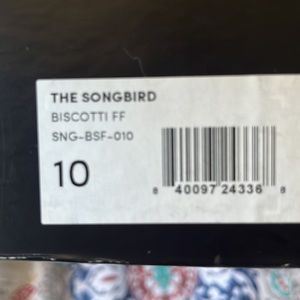 THE SONGBIRD
BISCOTTI FF
SNG-BSF-010
10
8 40097 24336 8